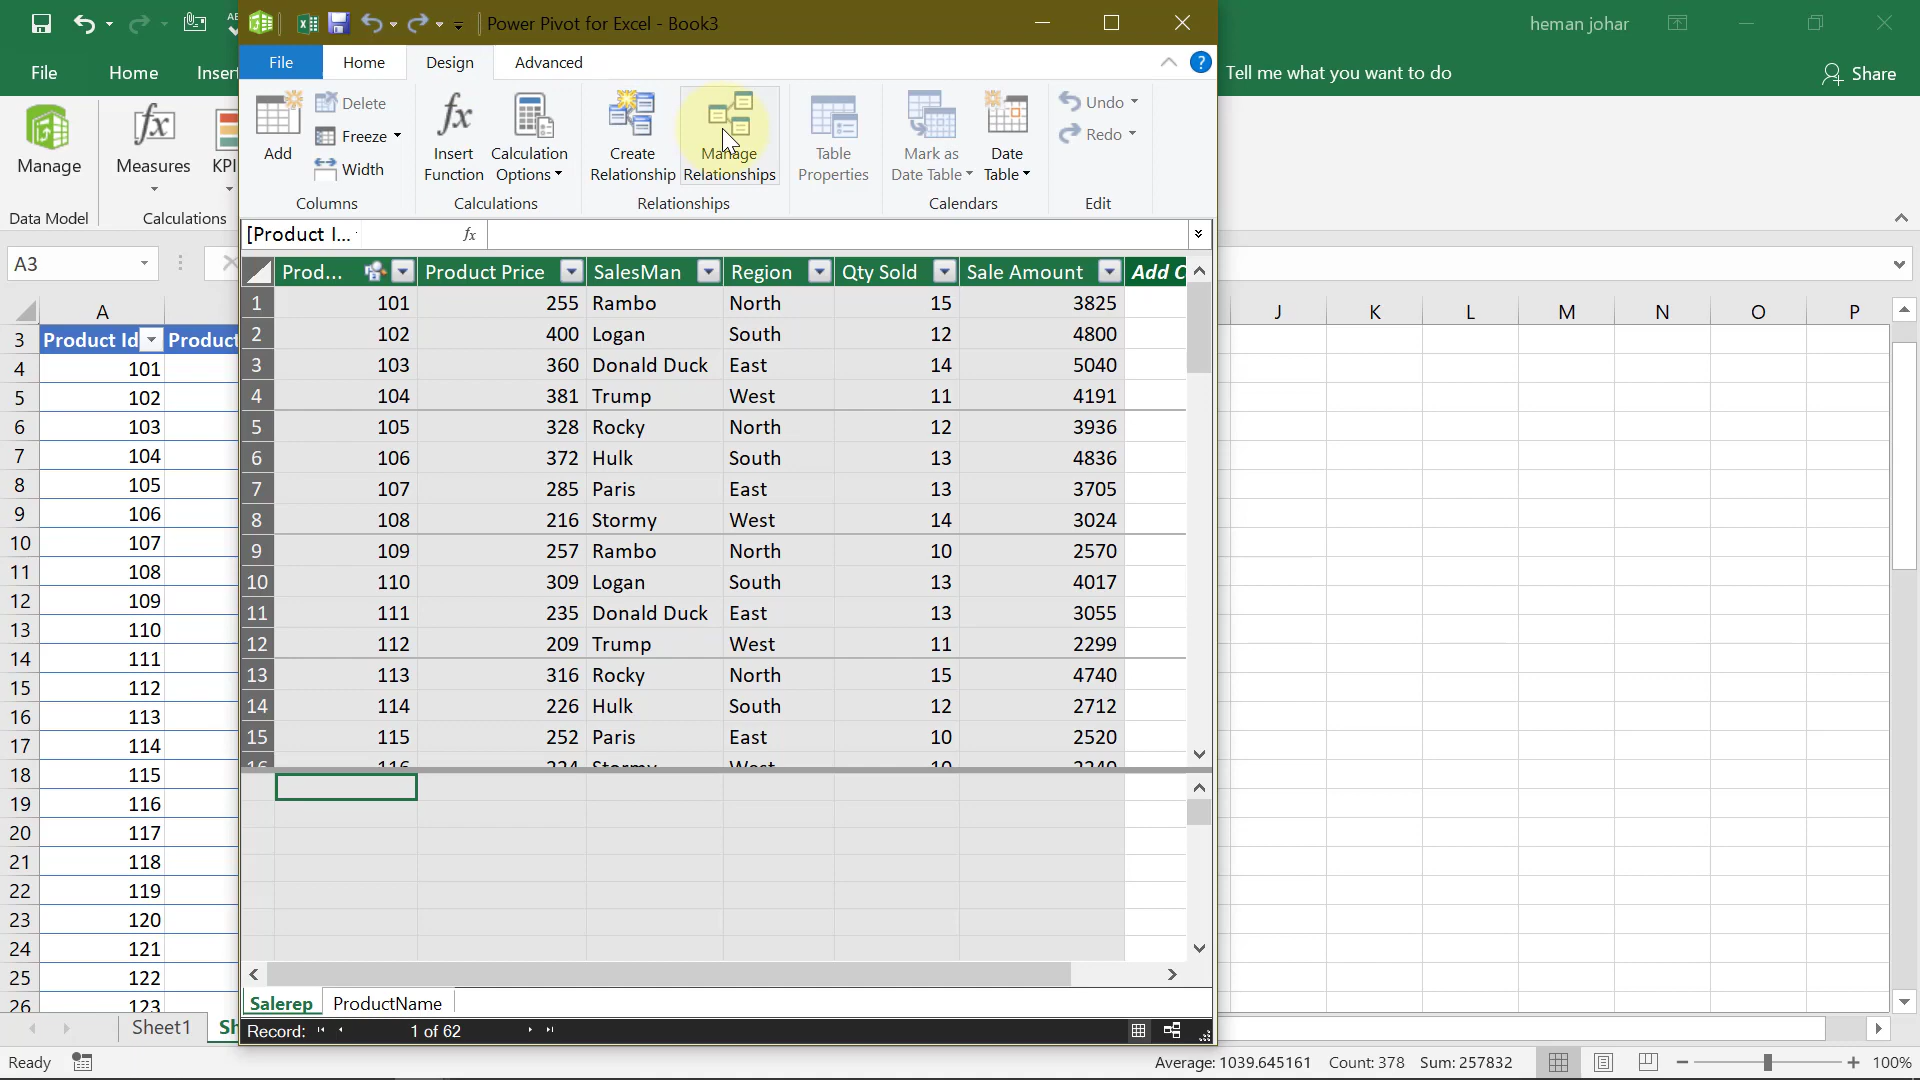 heman johar
File Home Inser
Tell me what you want to do
Share
Manage
Measures
KPI
Data Model
Calculations
A3
A
3 Product Id Product
4 101
5 102
6 103
7 104
8 105
9 106
10 107
11 108
12 109
13 110
14 111
15 112
16 113
17 114
18 115
19 116
20 117
21 118
22 119
23 120
24 121
25 122
26 123
Sheet1 Sh
Ready
Power Pivot for Excel - Book3
File Home Design Advanced
?
Add
Delete
Freeze
Width
Columns
fx
Insert
Function
Calculation
Options
Calculations
Create
Relationship
Manage
Relationships
Relationships
Table
Properties
Mark as
Date Table
Date
Table
Calendars
Undo
Redo
Edit
[Product I... fx
Prod... Product Price SalesMan Region Qty Sold Sale Amount Add C
1 101 255 Rambo North 15 3825
2 102 400 Logan South 12 4800
3 103 360 Donald Duck East 14 5040
4 104 381 Trump West 11 4191
5 105 328 Rocky North 12 3936
6 106 372 Hulk South 13 4836
7 107 285 Paris East 13 3705
8 108 216 Stormy West 14 3024
9 109 257 Rambo North 10 2570
10 110 309 Logan South 13 4017
11 111 235 Donald Duck East 13 3055
12 112 209 Trump West 11 2299
13 113 316 Rocky North 15 4740
14 114 226 Hulk South 12 2712
15 115 252 Paris East 10 2520
16 116 224 Stormy West 10 2240
Salerep ProductName
Record: 1 of 62
J K L M N O P
Average: 1039.645161 Count: 378 Sum: 257832
100%